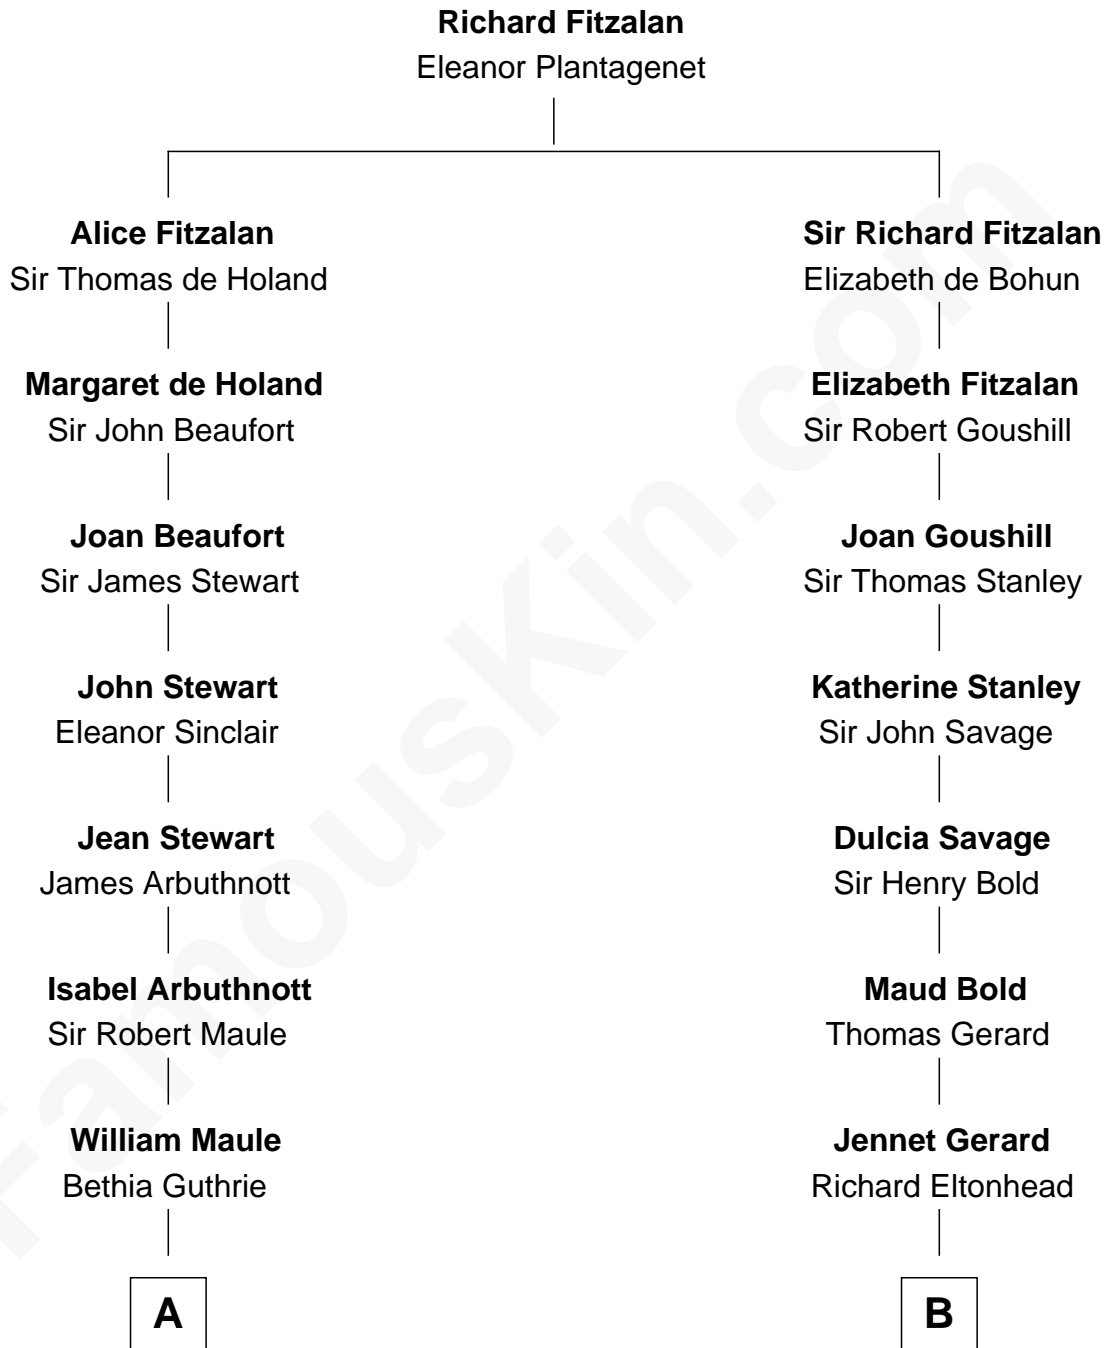 Richard Fitzalan
Eleanor Plantagenet
Alice Fitzalan
Sir Thomas de Holand
Margaret de Holand
Sir John Beaufort
Joan Beaufort
Sir James Stewart
John Stewart
Eleanor Sinclair
Jean Stewart
James Arbuthnott
Isabel Arbuthnott
Sir Robert Maule
William Maule
Bethia Guthrie
A
Sir Richard Fitzalan
Elizabeth de Bohun
Elizabeth Fitzalan
Sir Robert Goushill
Joan Goushill
Sir Thomas Stanley
Katherine Stanley
Sir John Savage
Dulcia Savage
Sir Henry Bold
Maud Bold
Thomas Gerard
Jennet Gerard
Richard Eltonhead
B
FamousKin.com